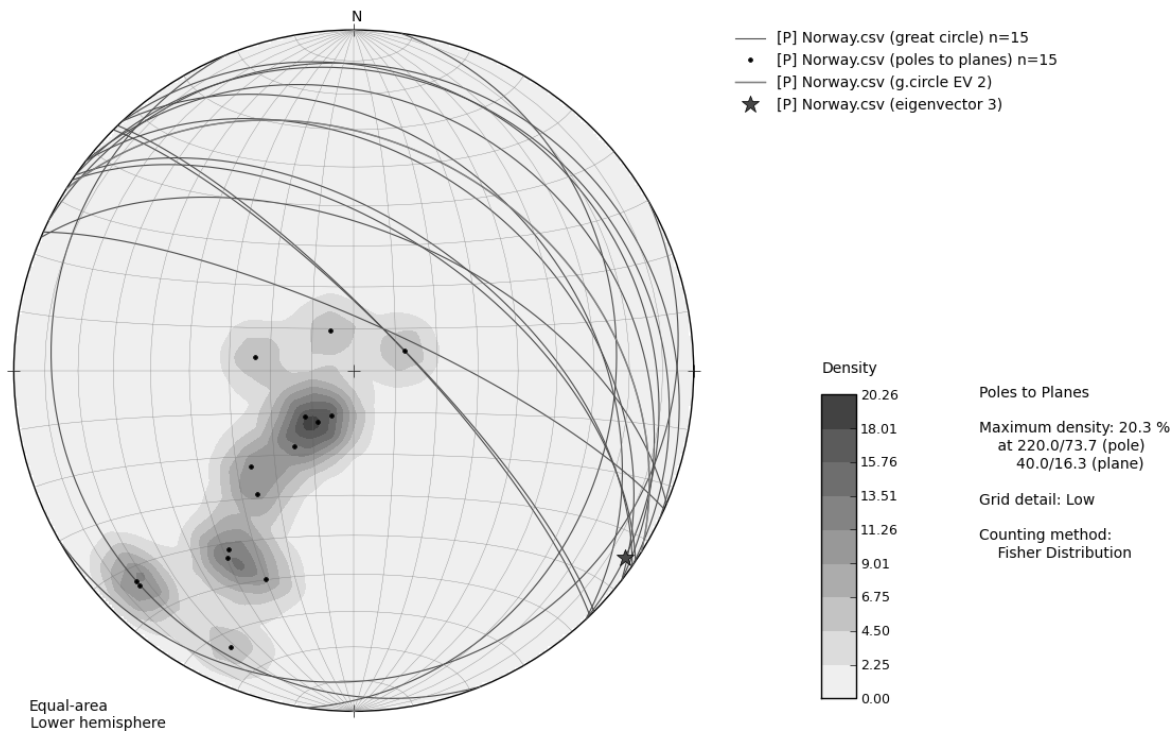 N
[P] Norway.csv (great circle) n=15
[P] Norway.csv (poles to planes) n=15
[P] Norway.csv (g.circle EV 2)
[P] Norway.csv (eigenvector 3)
Density
20.26
18.01
15.76
13.51
11.26
9.01
6.75
4.50
2.25
0.00
Poles to Planes
Maximum density: 20.3 %
at 220.0/73.7 (pole)
40.0/16.3 (plane)
Grid detail: Low
Counting method:
Fisher Distribution
Equal-area
Lower hemisphere